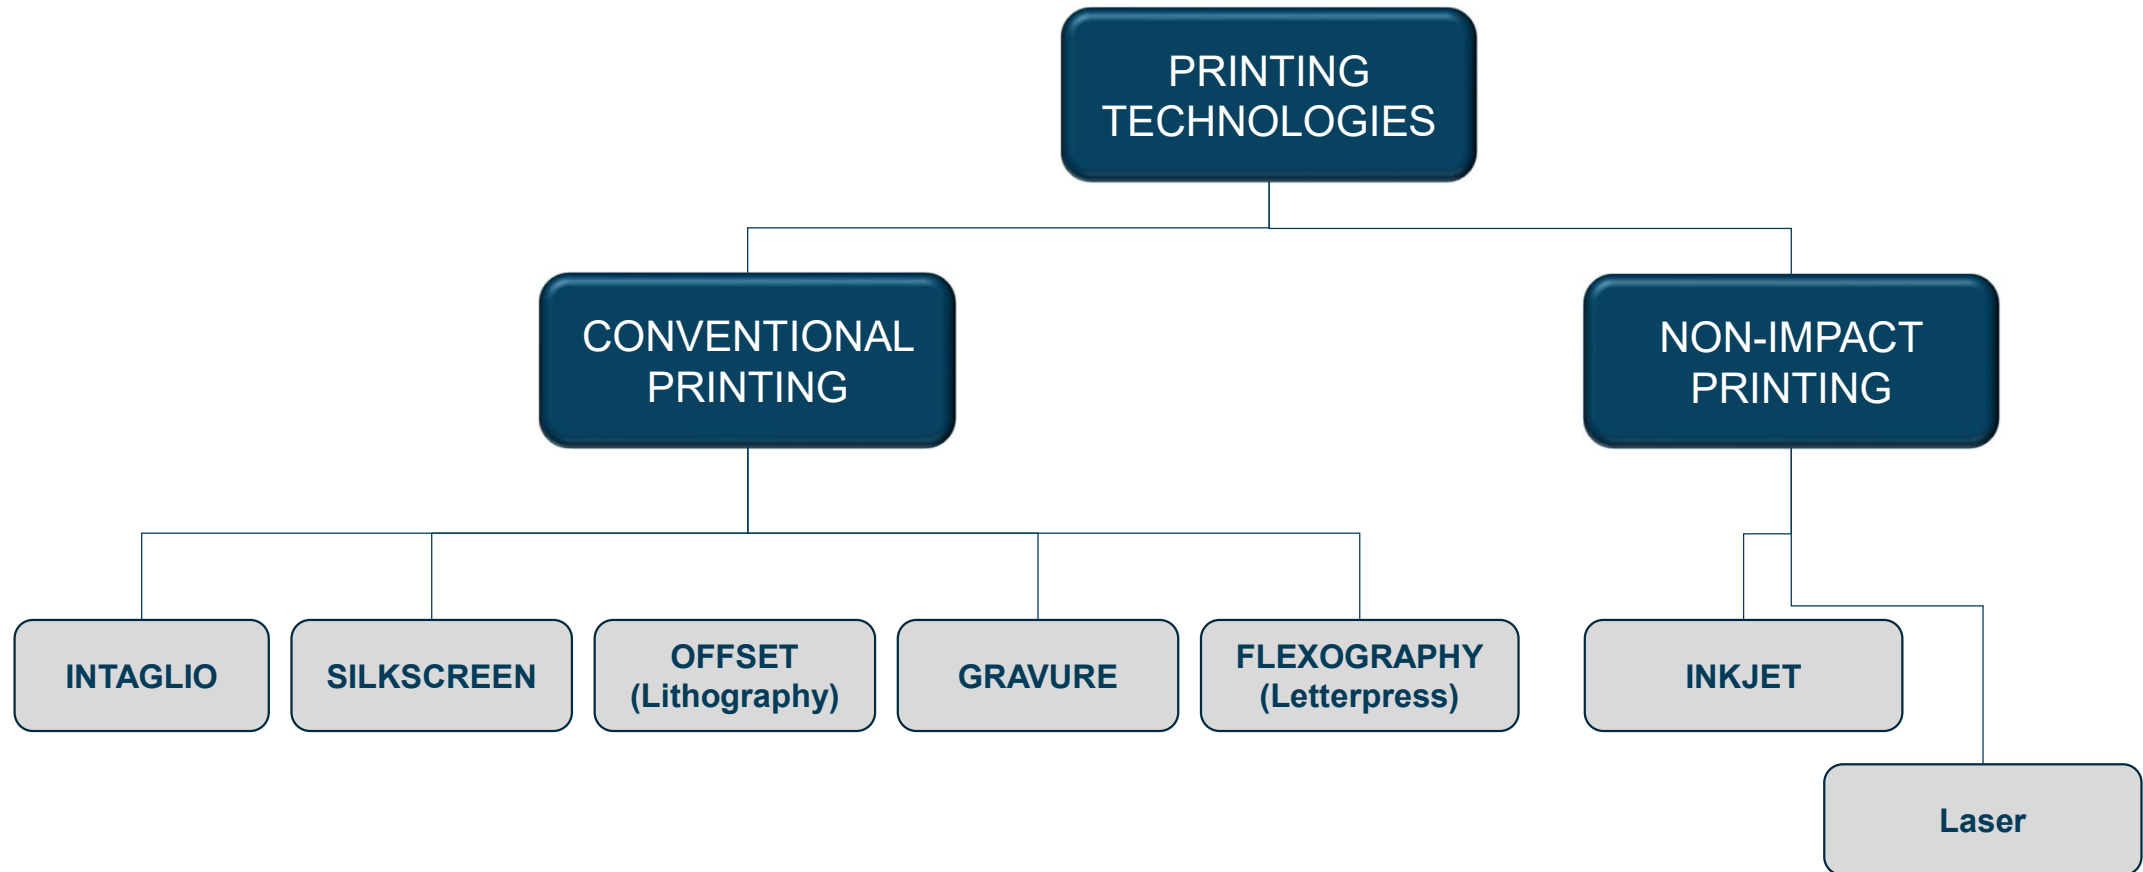 PRINTING
TECHNOLOGIES
CONVENTIONAL
PRINTING
NON-IMPACT
PRINTING
INTAGLIO
SILKSCREEN
OFFSET
(Lithography)
GRAVURE
FLEXOGRAPHY
(Letterpress)
INKJET
Laser